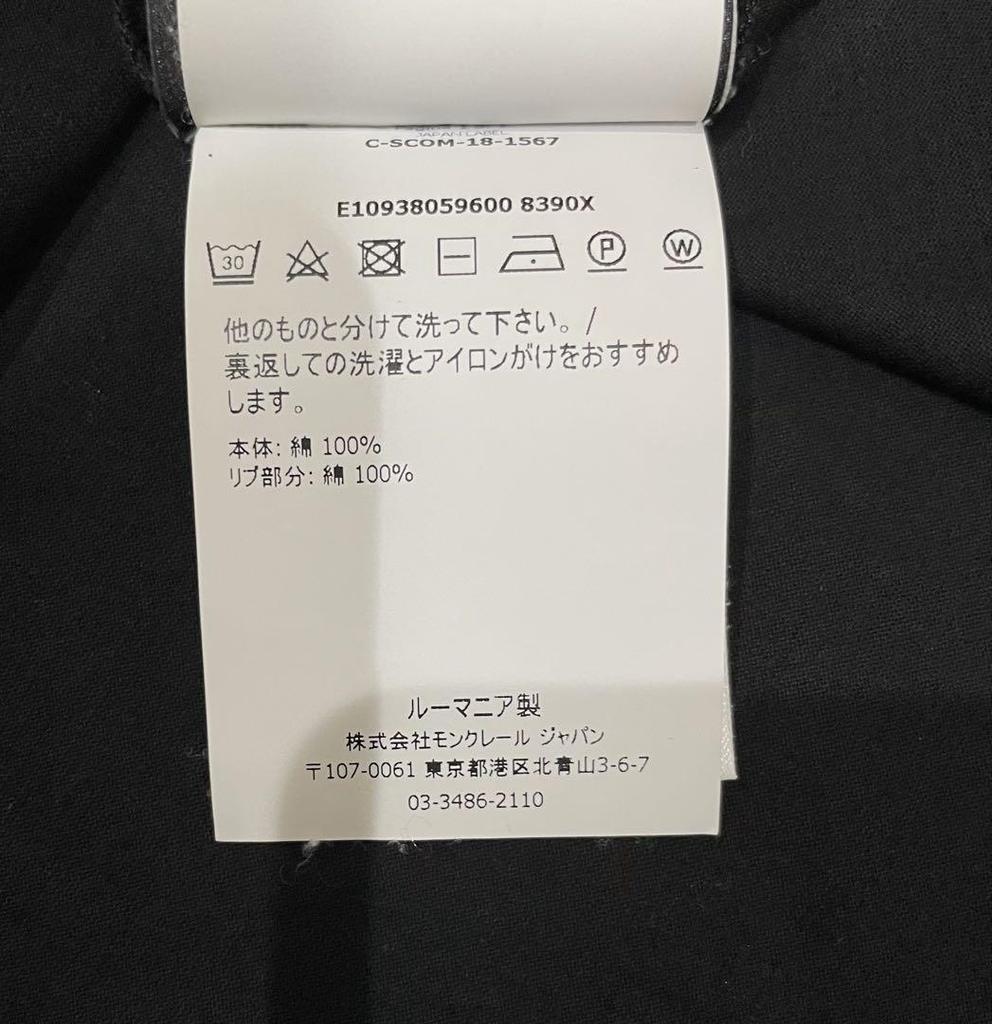 JAPAN LABEL
C-SCOM-18-1567
E10938059600 8390X
30 P W
他のものと分けて洗って下さい。/
裏返しての洗濯とアイロンがけをおすすめ
します。
本体: 綿 100%
リブ部分: 綿 100%
ルーマニア製
株式会社モンクレール ジャパン
〒107-0061 東京都港区北青山3-6-7
03-3486-2110